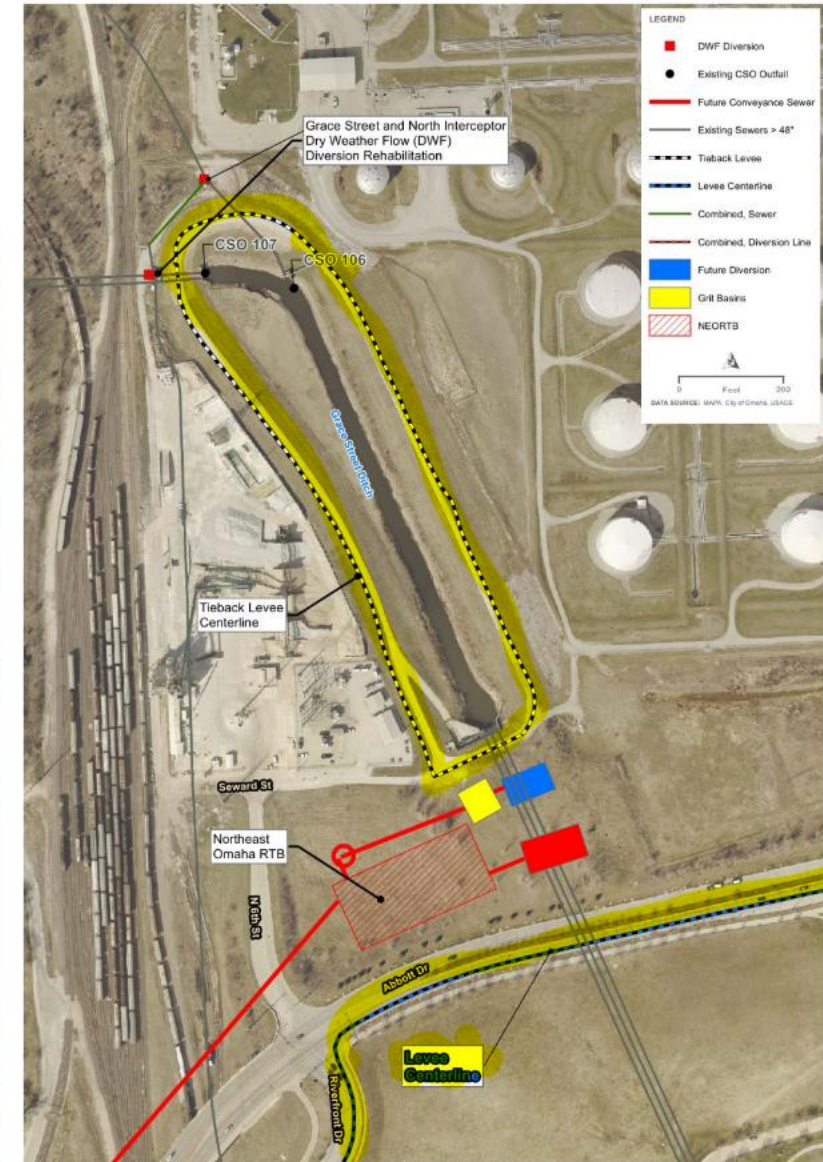 LEGEND
DWF Diversion
Existing CSO Outfall
Future Conveyance Sewer
Existing Sewers > 48"
Tieback Levee
Levee Centerline
Combined, Sewer
Combined, Diversion Line
Future Diversion
Grit Basins
NEORTB
0 Feet 200
DATA SOURCE: MAPA, City of Omaha, USACE
Grace Street and North Interceptor
Dry Weather Flow (DWF)
Diversion Rehabilitation
CSO 107
CSO 106
Grace Street Ditch
Tieback Levee
Centerline
Seward St
Northeast
Omaha RTB
N 6th St
Abbott Dr
Levee
Centerline
Riverfront Dr